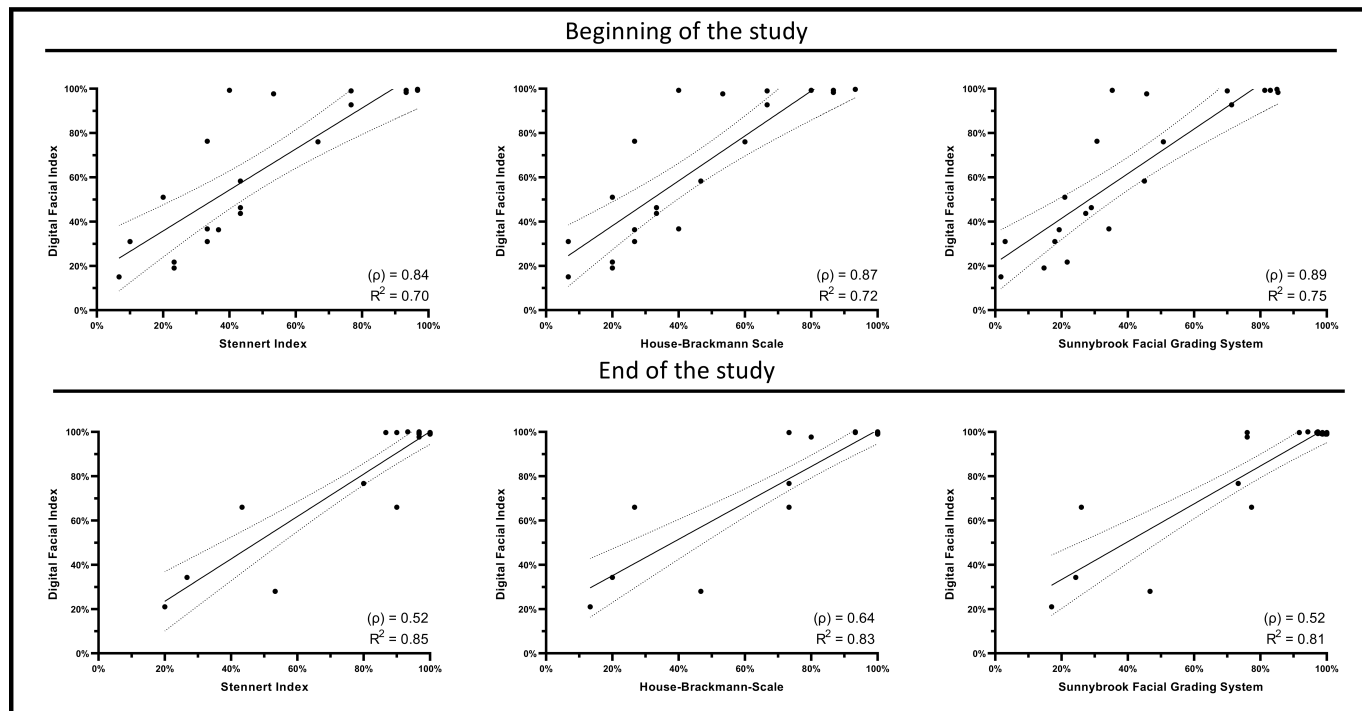 Beginning of the study
100%
80%
60%
40%
20%
0%
Digital Facial Index
(ρ) = 0.84
R² = 0.70
0% 20% 40% 60% 80% 100%
Stennert Index
100%
80%
60%
40%
20%
0%
Digital Facial Index
(ρ) = 0.87
R² = 0.72
0% 20% 40% 60% 80% 100%
House-Brackmann Scale
100%
80%
60%
40%
20%
0%
Digital Facial Index
(ρ) = 0.89
R² = 0.75
0% 20% 40% 60% 80% 100%
Sunnybrook Facial Grading System
End of the study
100%
80%
60%
40%
20%
0%
Digital Facial Index
(ρ) = 0.52
R² = 0.85
0% 20% 40% 60% 80% 100%
Stennert Index
100%
80%
60%
40%
20%
0%
Digital Facial Index
(ρ) = 0.64
R² = 0.83
0% 20% 40% 60% 80% 100%
House-Brackmann-Scale
100%
80%
60%
40%
20%
0%
Digital Facial Index
(ρ) = 0.52
R² = 0.81
0% 20% 40% 60% 80% 100%
Sunnybrook Facial Grading System